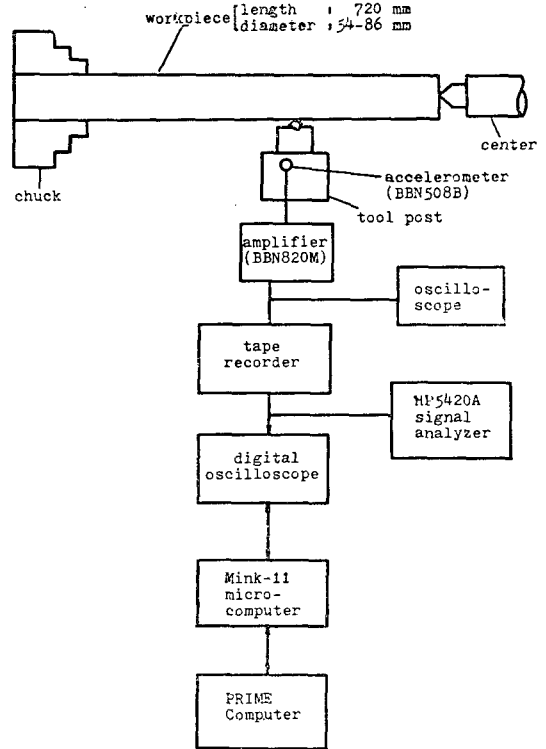 workpiece
length : 720 mm
diameter : 54-86 mm
center
chuck
accelerometer
(BBN508B)
tool post
amplifier
(BBN820M)
oscillo-
scope
tape
recorder
HP5420A
signal
analyzer
digital
oscilloscope
Mink-11
micro-
computer
PRIME
Computer